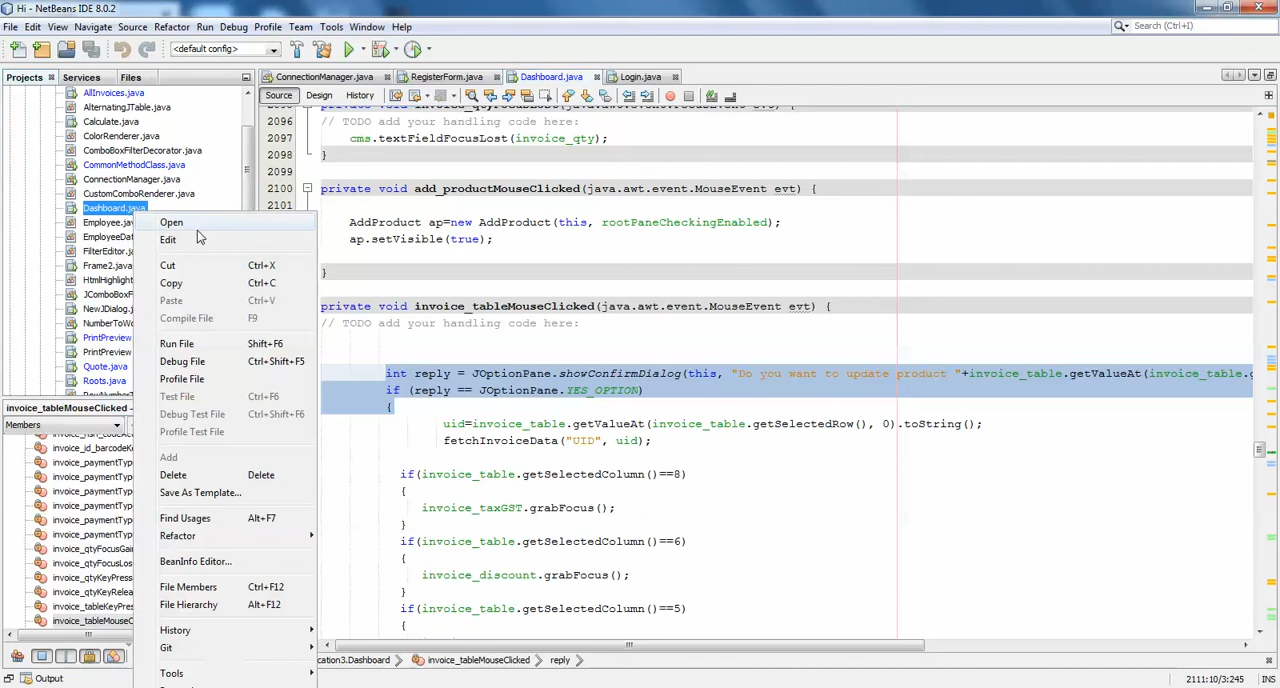 Hi - NetBeans IDE 8.0.2
File Edit View Navigate Source Refactor Run Debug Profile Team Tools Window Help
Search (Ctrl+I)
<default config>
Projects Services Files
ConnectionManager.java RegisterForm.java Dashboard.java Login.java
Source Design History
AllInvoices.java
AlternatingJTable.java
Calculate.java
ColorRenderer.java
ComboBoxFilterDecorator.java
CommonMethodClass.java
ConnectionManager.java
CustomComboRenderer.java
Dashboard.java
Employee.jav
EmployeeDat
FilterEditor.j
Frame2.java
HtmlHighlight
JComboBoxF
NewJDialog.
NumberToWo
PrintPreview
PrintPreview
Quote.java
Roots.java
invoice_tableMouseClicked -
Members
invoice_id_barcodeKe
invoice_paymentType
invoice_paymentType
invoice_paymentType
invoice_paymentType
invoice_paymentType
invoice_qtyFocusGai
invoice_qtyFocusLos
invoice_qtyKeyPress
invoice_qtyKeyRelea
invoice_tableKeyPres
invoice_tableMouseC
Output
Open
Edit
Cut Ctrl+X
Copy Ctrl+C
Paste Ctrl+V
Compile File F9
Run File Shift+F6
Debug File Ctrl+Shift+F5
Profile File
Test File Ctrl+F6
Debug Test File Ctrl+Shift+F6
Profile Test File
Add
Delete Delete
Save As Template...
Find Usages Alt+F7
Refactor
BeanInfo Editor...
File Members Ctrl+F12
File Hierarchy Alt+F12
History
Git
Tools
2096 // TODO add your handling code here:
2097 cms.textFieldFocusLost(invoice_qty);
2098 }
2099
2100 private void add_productMouseClicked(java.awt.event.MouseEvent evt) {
2101
AddProduct ap=new AddProduct(this, rootPaneCheckingEnabled);
ap.setVisible(true);
}
private void invoice_tableMouseClicked(java.awt.event.MouseEvent evt) {
// TODO add your handling code here:
int reply = JOptionPane.showConfirmDialog(this, "Do you want to update product "+invoice_table.getValueAt(invoice_table.g
if (reply == JOptionPane.YES_OPTION)
{
uid=invoice_table.getValueAt(invoice_table.getSelectedRow(), 0).toString();
fetchInvoiceData("UID", uid);
if(invoice_table.getSelectedColumn()==8)
{
invoice_taxGST.grabFocus();
}
if(invoice_table.getSelectedColumn()==6)
{
invoice_discount.grabFocus();
}
if(invoice_table.getSelectedColumn()==5)
{
cation3.Dashboard invoice_tableMouseClicked reply
2111:10/3:245 INS